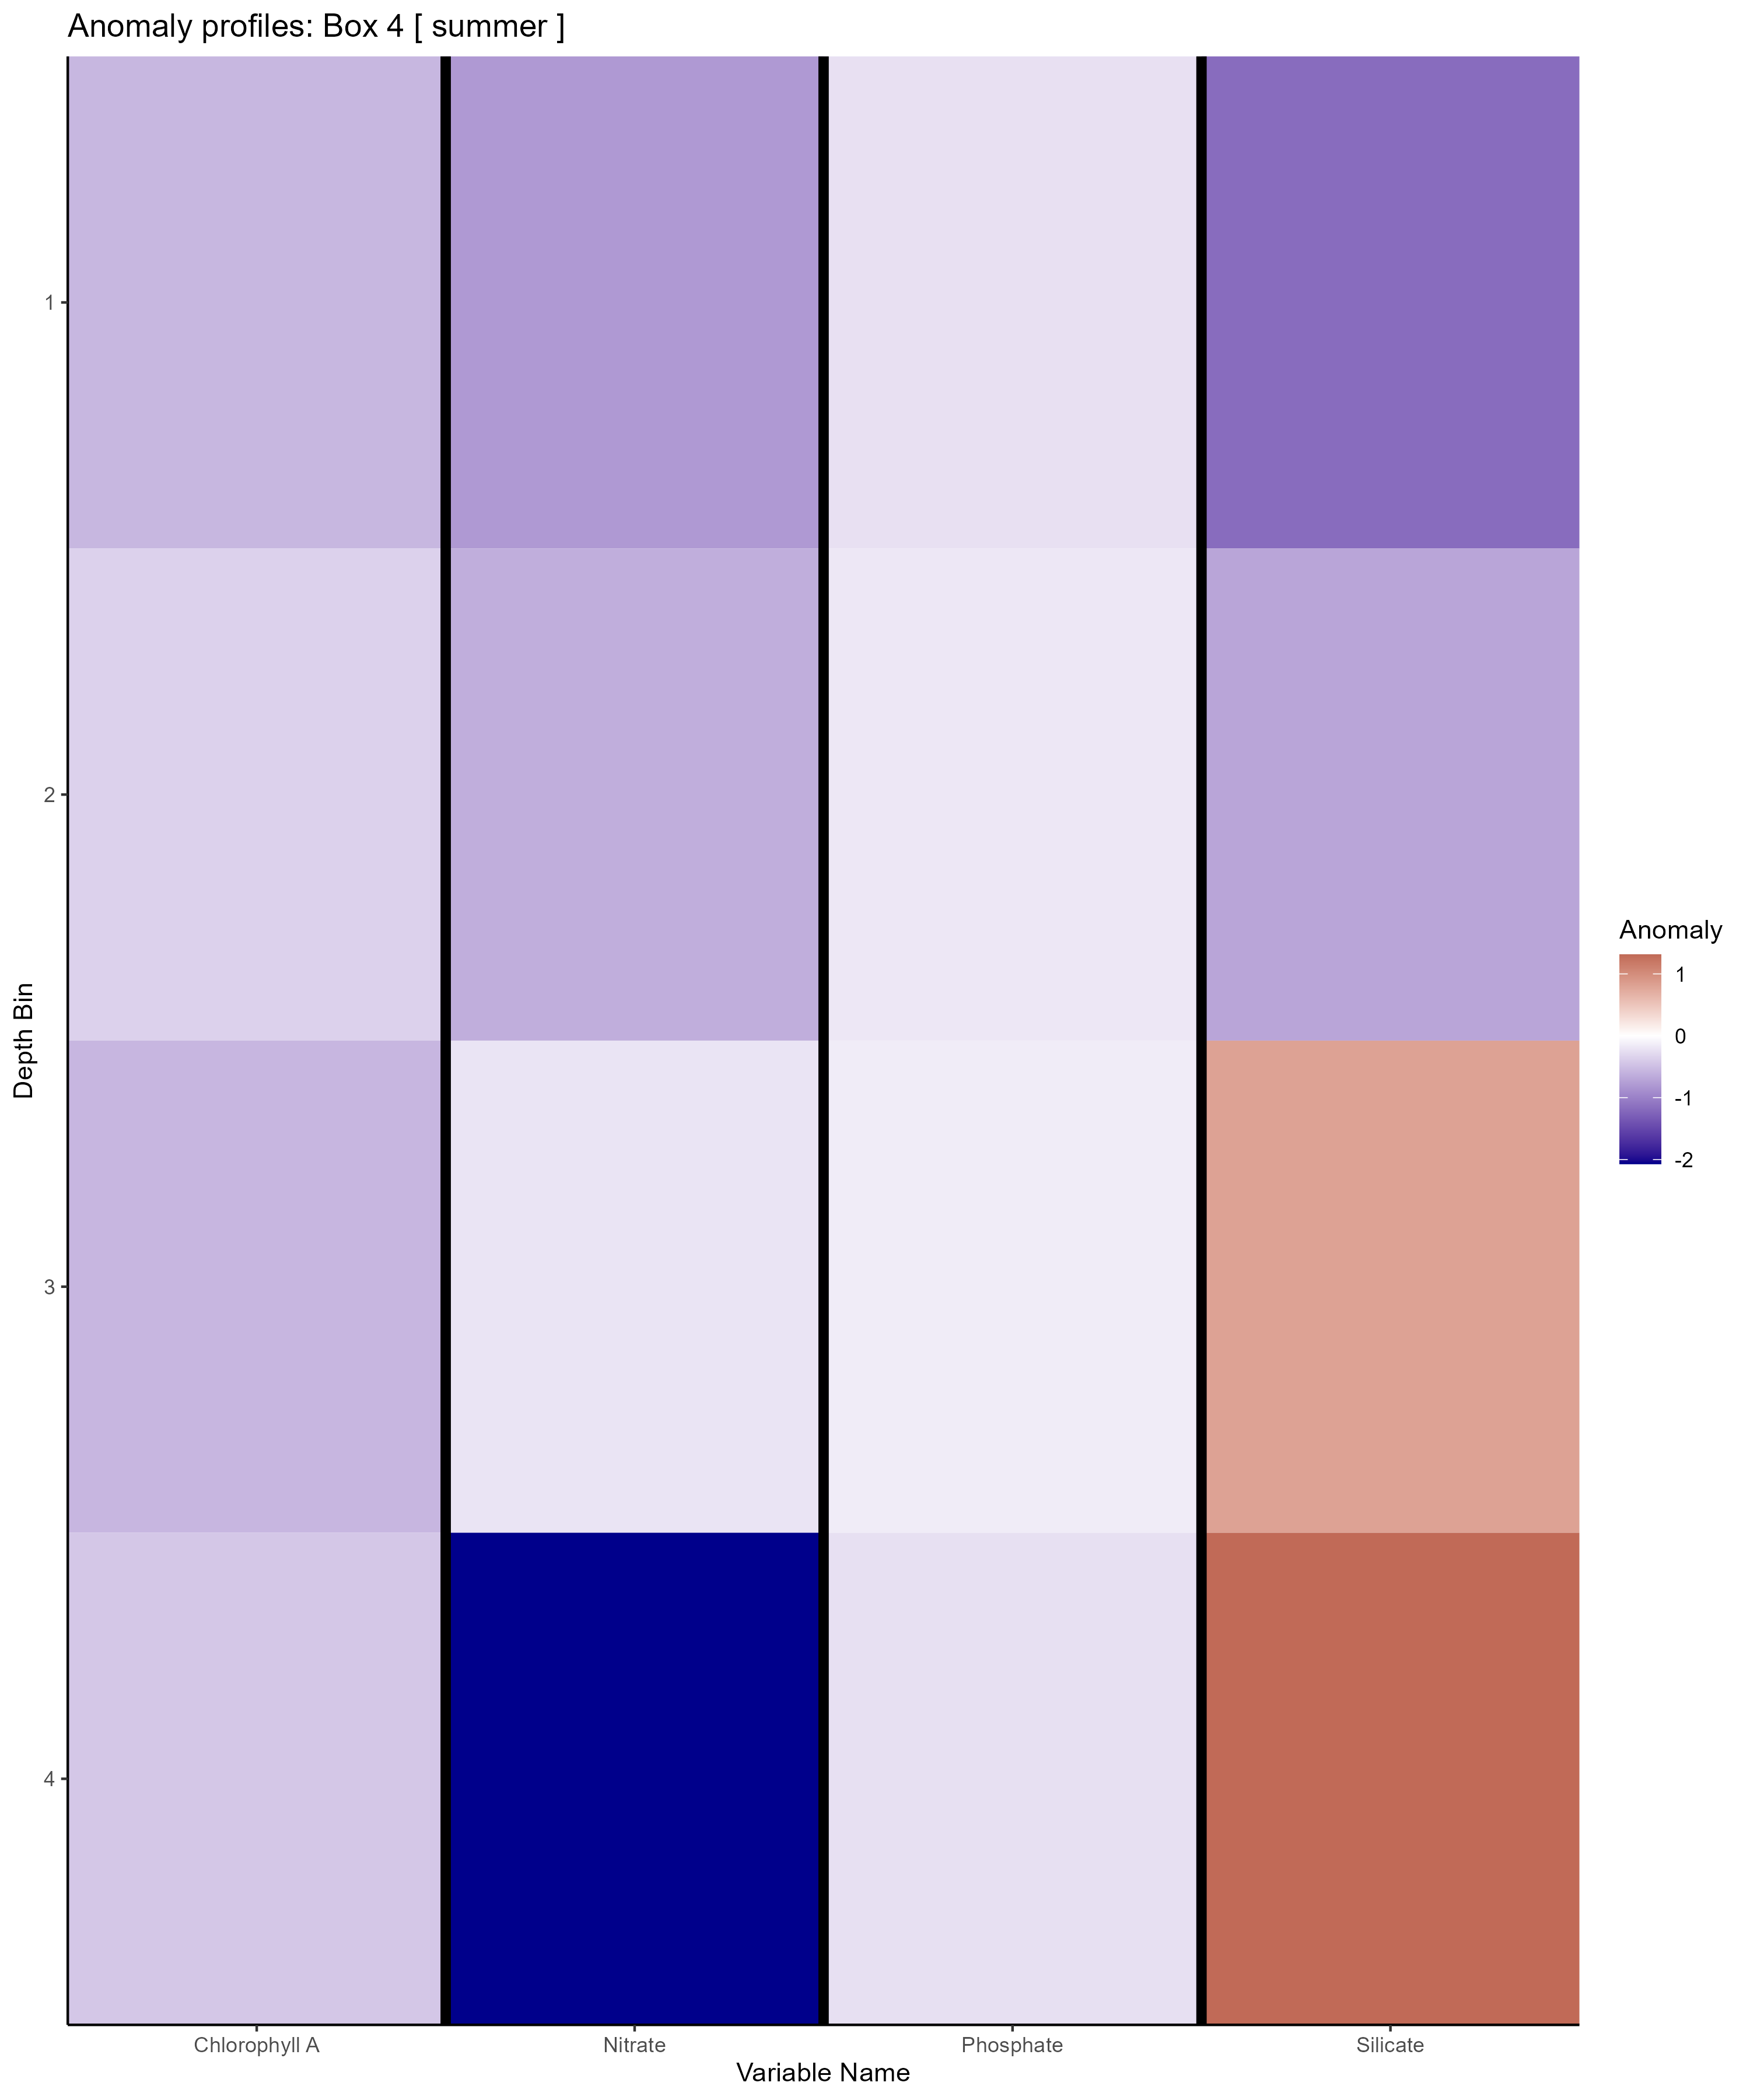 Anomaly profiles: Box 4 [ summer ]
Depth Bin
1
2
3
4
Chlorophyll A
Nitrate
Phosphate
Silicate
Variable Name
Anomaly
1
0
-1
-2